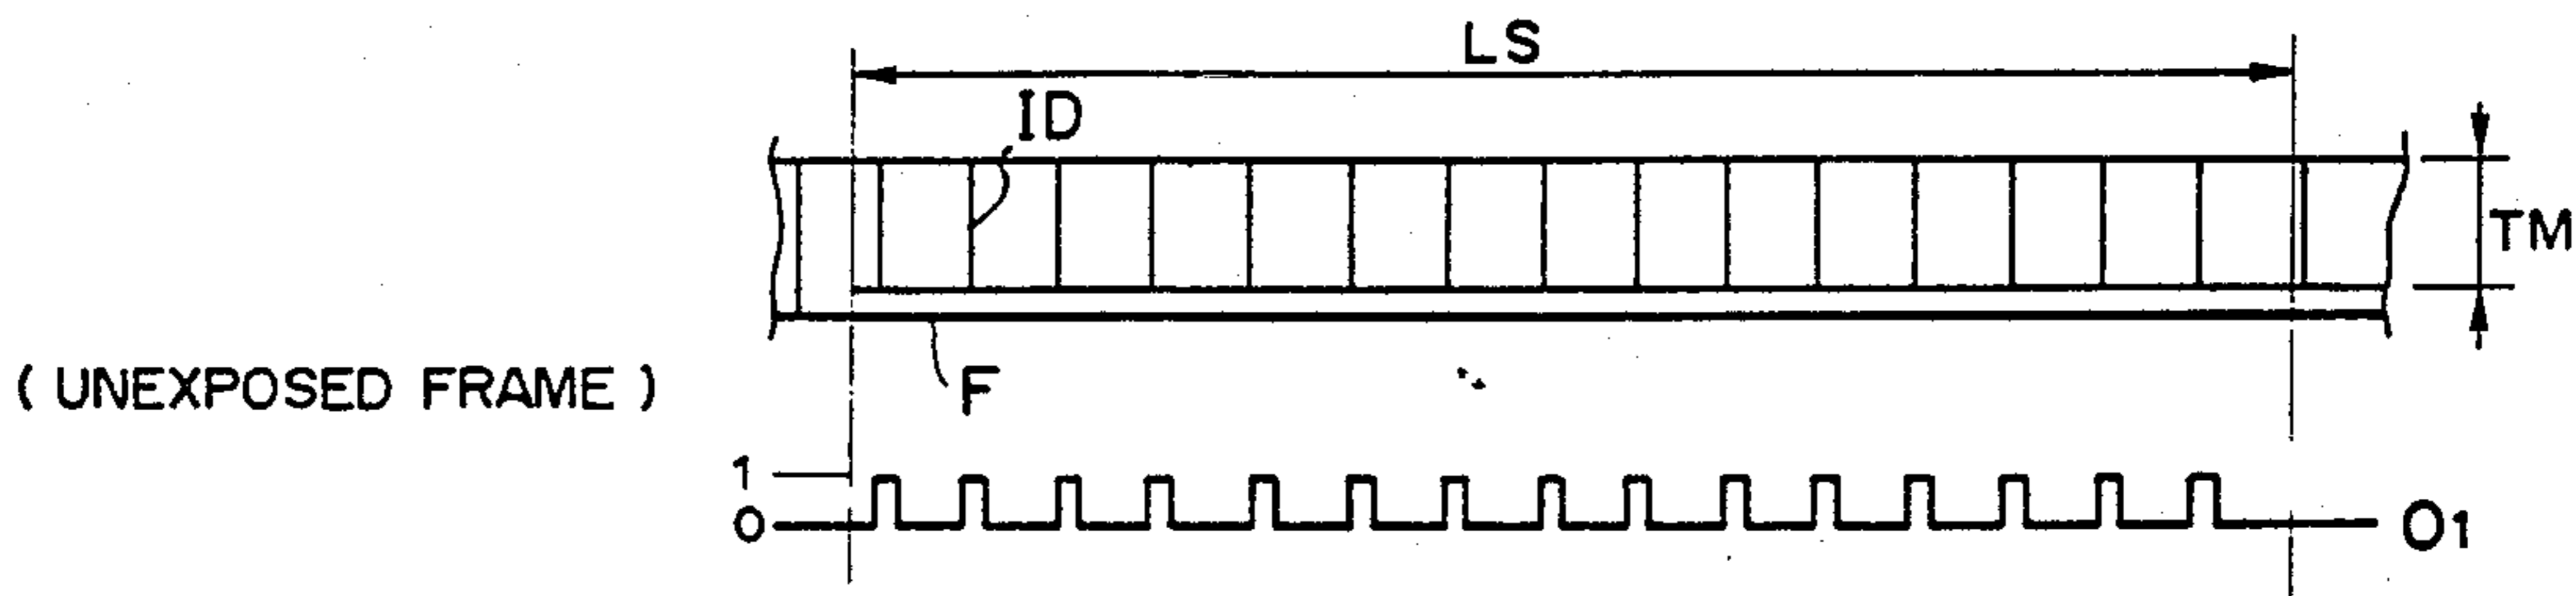 LS
ID
TM
F
( UNEXPOSED FRAME )
1
0
O1